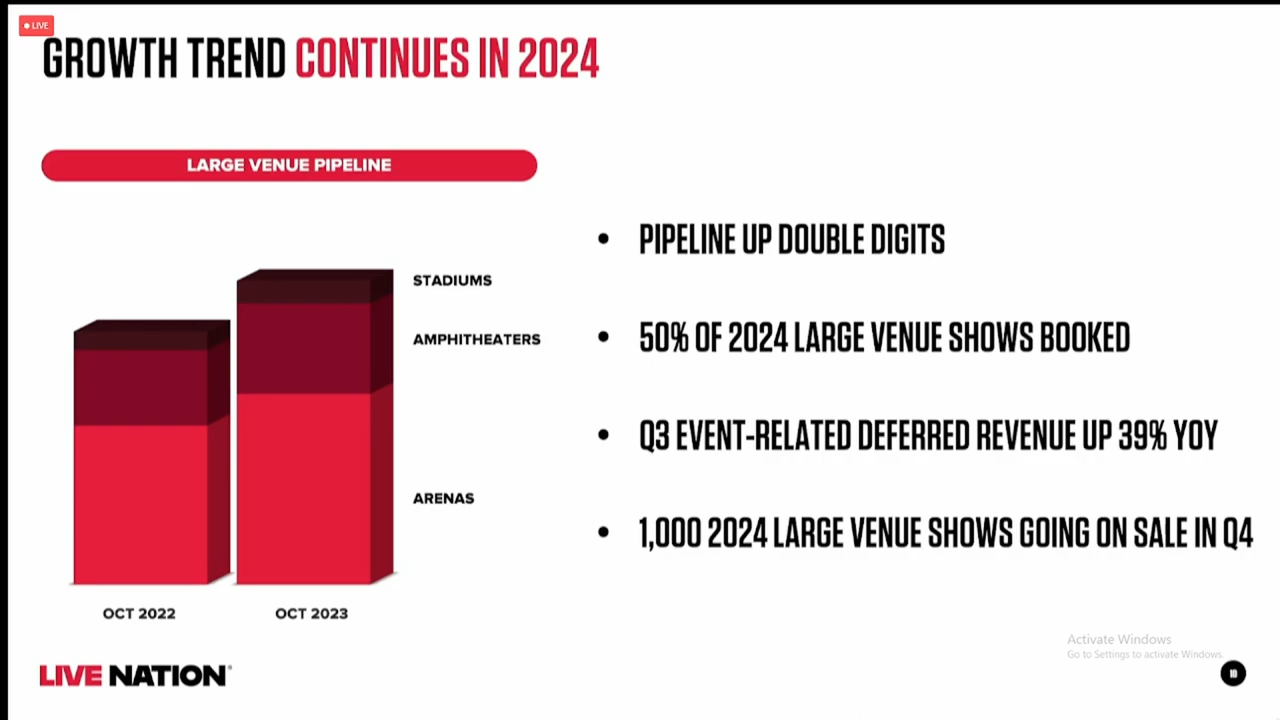 LIVE
GROWTH TREND CONTINUES IN 2024
LARGE VENUE PIPELINE
STADIUMS
AMPHITHEATERS
ARENAS
OCT 2022
OCT 2023
• PIPELINE UP DOUBLE DIGITS
• 50% OF 2024 LARGE VENUE SHOWS BOOKED
• Q3 EVENT-RELATED DEFERRED REVENUE UP 39% YOY
• 1,000 2024 LARGE VENUE SHOWS GOING ON SALE IN Q4
LIVE NATION®
Activate Windows
Go to Settings to activate Windows.
10